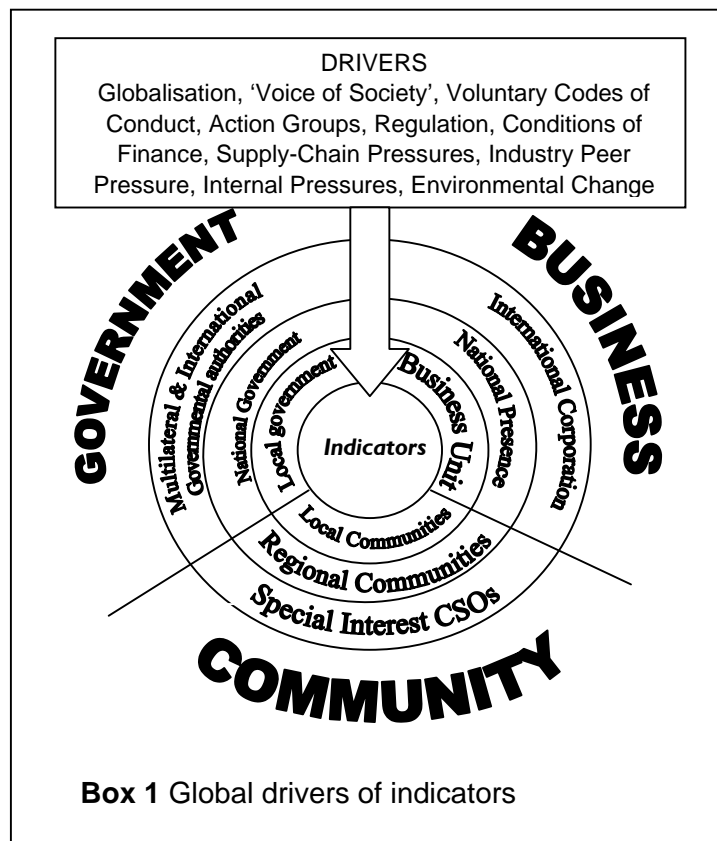 DRIVERS
Globalisation, ‘Voice of Society’, Voluntary Codes of
Conduct, Action Groups, Regulation, Conditions of
Finance, Supply-Chain Pressures, Industry Peer
Pressure, Internal Pressures, Environmental Change
GOVERNMENT
BUSINESS
Multilateral & International
Governmental authorities
National Government
Local government
Indicators
Business Unit
National Presence
International Corporation
Local Communities
Regional Communities
Special Interest CSOs
COMMUNITY
Box 1 Global drivers of indicators